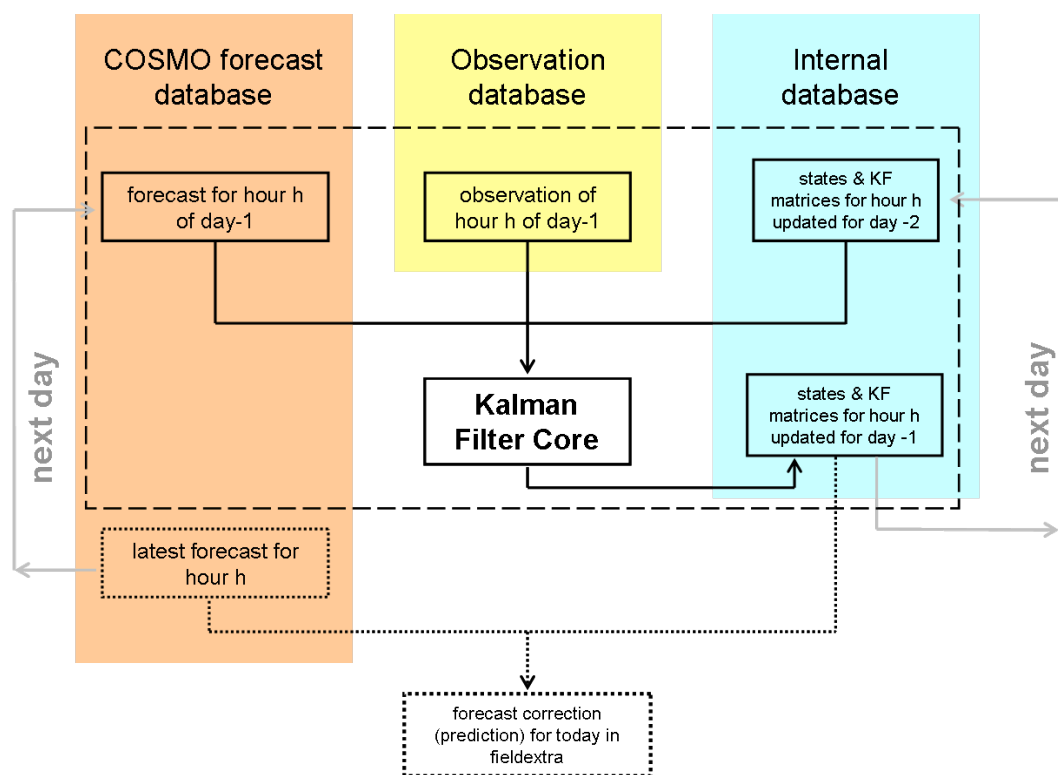 COSMO forecast
database
Observation
database
Internal
database
forecast for hour h
of day-1
observation of
hour h of day-1
states & KF
matrices for hour h
updated for day -2
next day
next day
Kalman
Filter Core
states & KF
matrices for hour h
updated for day -1
latest forecast for
hour h
forecast correction
(prediction) for today in
fieldextra